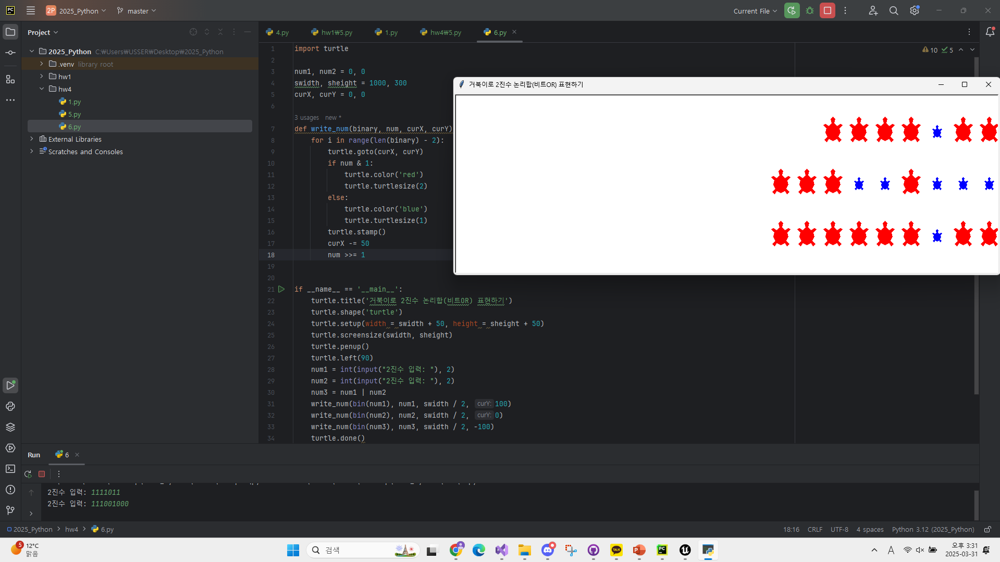 PC
2P 2025_Python
master
Current File
Project
4.py
hw1₩5.py
1.py
hw4₩5.py
6.py
2025_Python C:₩Users₩USSER₩Desktop₩2025_Python
.venv library root
hw1
hw4
1.py
5.py
6.py
External Libraries
Scratches and Consoles
10 5
1 import turtle
2
3 num1, num2 = 0, 0
4 swidth, sheight = 1000, 300
5 curX, curY = 0, 0
6
3 usages new *
7 def write_num(binary, num, curX, curY)
8 for i in range(len(binary) - 2):
9 turtle.goto(curX, curY)
10 if num & 1:
11 turtle.color('red')
12 turtle.turtlesize(2)
13 else:
14 turtle.color('blue')
15 turtle.turtlesize(1)
16 turtle.stamp()
17 curX -= 50
18 num >>= 1
19
20
21 if __name__ == '__main__':
22 turtle.title('거북이로 2진수 논리합(비트OR) 표현하기')
23 turtle.shape('turtle')
24 turtle.setup(width = swidth + 50, height = sheight + 50)
25 turtle.screensize(swidth, sheight)
26 turtle.penup()
27 turtle.left(90)
28 num1 = int(input("2진수 입력: "), 2)
29 num2 = int(input("2진수 입력: "), 2)
30 num3 = num1 | num2
31 write_num(bin(num1), num1, swidth / 2, curY: 100)
32 write_num(bin(num2), num2, swidth / 2, curY: 0)
33 write_num(bin(num3), num3, swidth / 2, -100)
34 turtle.done()
거북이로 2진수 논리합(비트OR) 표현하기
Run 6
2진수 입력: 1111011
2진수 입력: 111001000
2025_Python > hw4 > 6.py
18:16 CRLF UTF-8 4 spaces Python 3.12 (2025_Python)
5
12°C
맑음
검색
TALK
P
PC
A
오후 3:31
2025-03-31